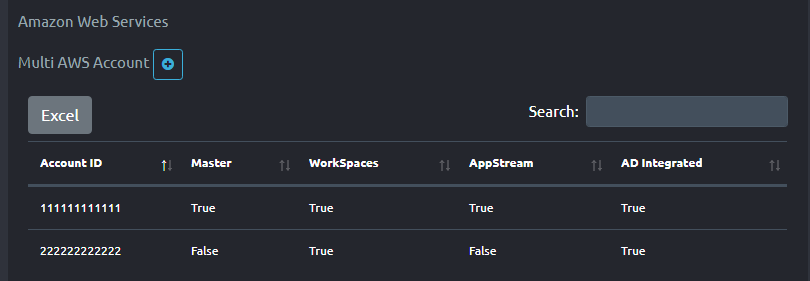 Amazon Web Services
Multi AWS Account
Excel Search:
Account ID Master WorkSpaces AppStream AD Integrated
111111111111 True True True True
222222222222 False True False True